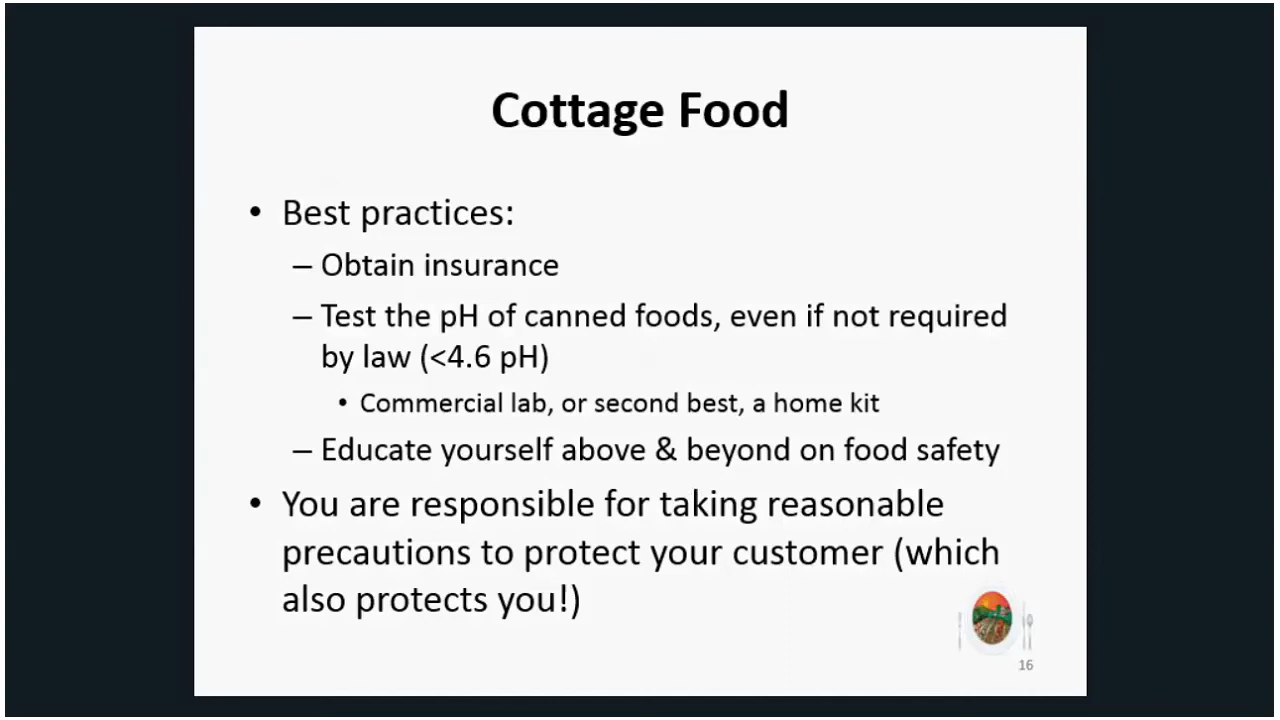 Cottage Food
• Best practices:
– Obtain insurance
– Test the pH of canned foods, even if not required
by law (<4.6 pH)
• Commercial lab, or second best, a home kit
– Educate yourself above & beyond on food safety
• You are responsible for taking reasonable
precautions to protect your customer (which
also protects you!)
16